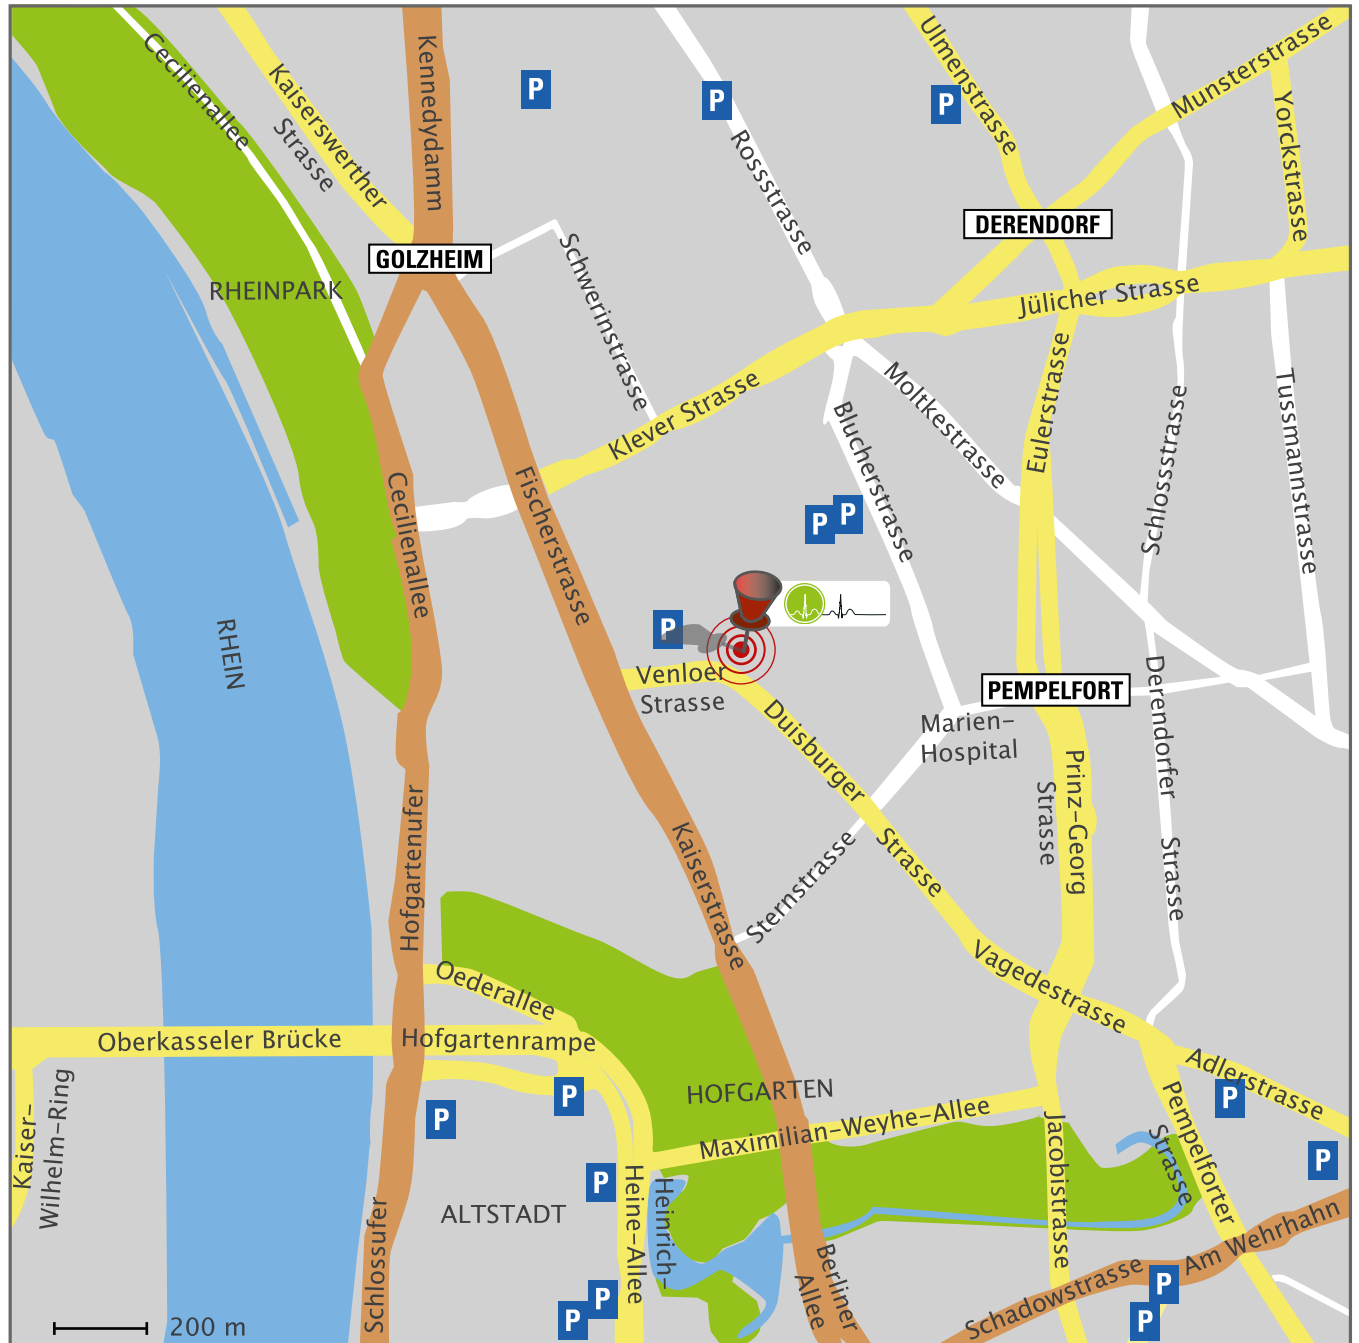 Cecilienallee
Kaiserswerther
Strasse
Kennedydamm
P
P
P
Rossstrasse
Ulmenstrasse
Munsterstrasse
Yorckstrasse
GOLZHEIM
DERENDORF
RHEINPARK
Schwerinstrasse
Jülicher Strasse
Klever Strasse
Moltkestrasse
Eulerstrasse
Schlossstrasse
Tussmannstrasse
Blucherstrasse
Cecilienallee
Fischerstrasse
P
P
P
RHEIN
Venloer
Strasse
PEMPELFORT
Marien-
Hospital
Duisburger
Strasse
Derendorfer
Strasse
Prinz-Georg
Strasse
Hofgartenufer
Kaiserstrasse
Sternstrasse
Vagedestrasse
Oederallee
Oberkasseler Brücke
Hofgartenrampe
Kaiser-
Wilhelm-Ring
HOFGARTEN
Maximilian-Weyhe-Allee
Adlerstrasse
P
P
P
P
P
Pempelforter
Strasse
Jacobistrasse
ALTSTADT
Heinrich-
Heine-Allee
Schlossufer
Berliner
Allee
Schadowstrasse
Am Wehrhahn
P
P
P
P
200 m